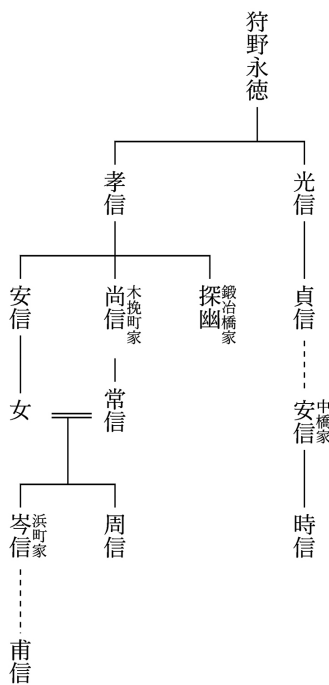 狩野永徳
光信
孝信
貞信
鍛冶橋家
探幽
木挽町家
尚信
安信
中橋家
安信
常信
女
時信
周信
浜町家
岑信
甫信